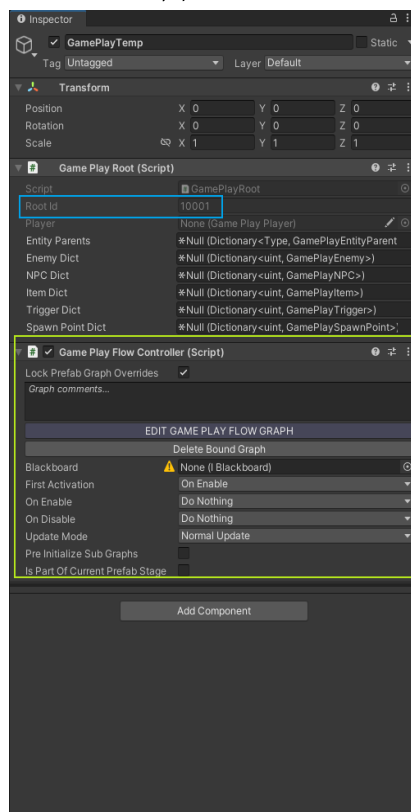 Inspector
GamePlayTemp Static
Tag Untagged Layer Default
Transform
Position X 0 Y 0 Z 0
Rotation X 0 Y 0 Z 0
Scale X 1 Y 1 Z 1
# Game Play Root (Script)
Script GamePlayRoot
Root Id 10001
Player None (Game Play Player)
Entity Parents ∗Null (Dictionary<Type, GamePlayEntityParent
Enemy Dict ∗Null (Dictionary<uint, GamePlayEnemy>)
NPC Dict ∗Null (Dictionary<uint, GamePlayNPC>)
Item Dict ∗Null (Dictionary<uint, GamePlayItem>)
Trigger Dict ∗Null (Dictionary<uint, GamePlayTrigger>)
Spawn Point Dict ∗Null (Dictionary<uint, GamePlaySpawnPoint>)
# Game Play Flow Controller (Script)
Lock Prefab Graph Overrides
Graph comments...
EDIT GAME PLAY FLOW GRAPH
Delete Bound Graph
Blackboard None (I Blackboard)
First Activation On Enable
On Enable Do Nothing
On Disable Do Nothing
Update Mode Normal Update
Pre Initialize Sub Graphs
Is Part Of Current Prefab Stage
Add Component